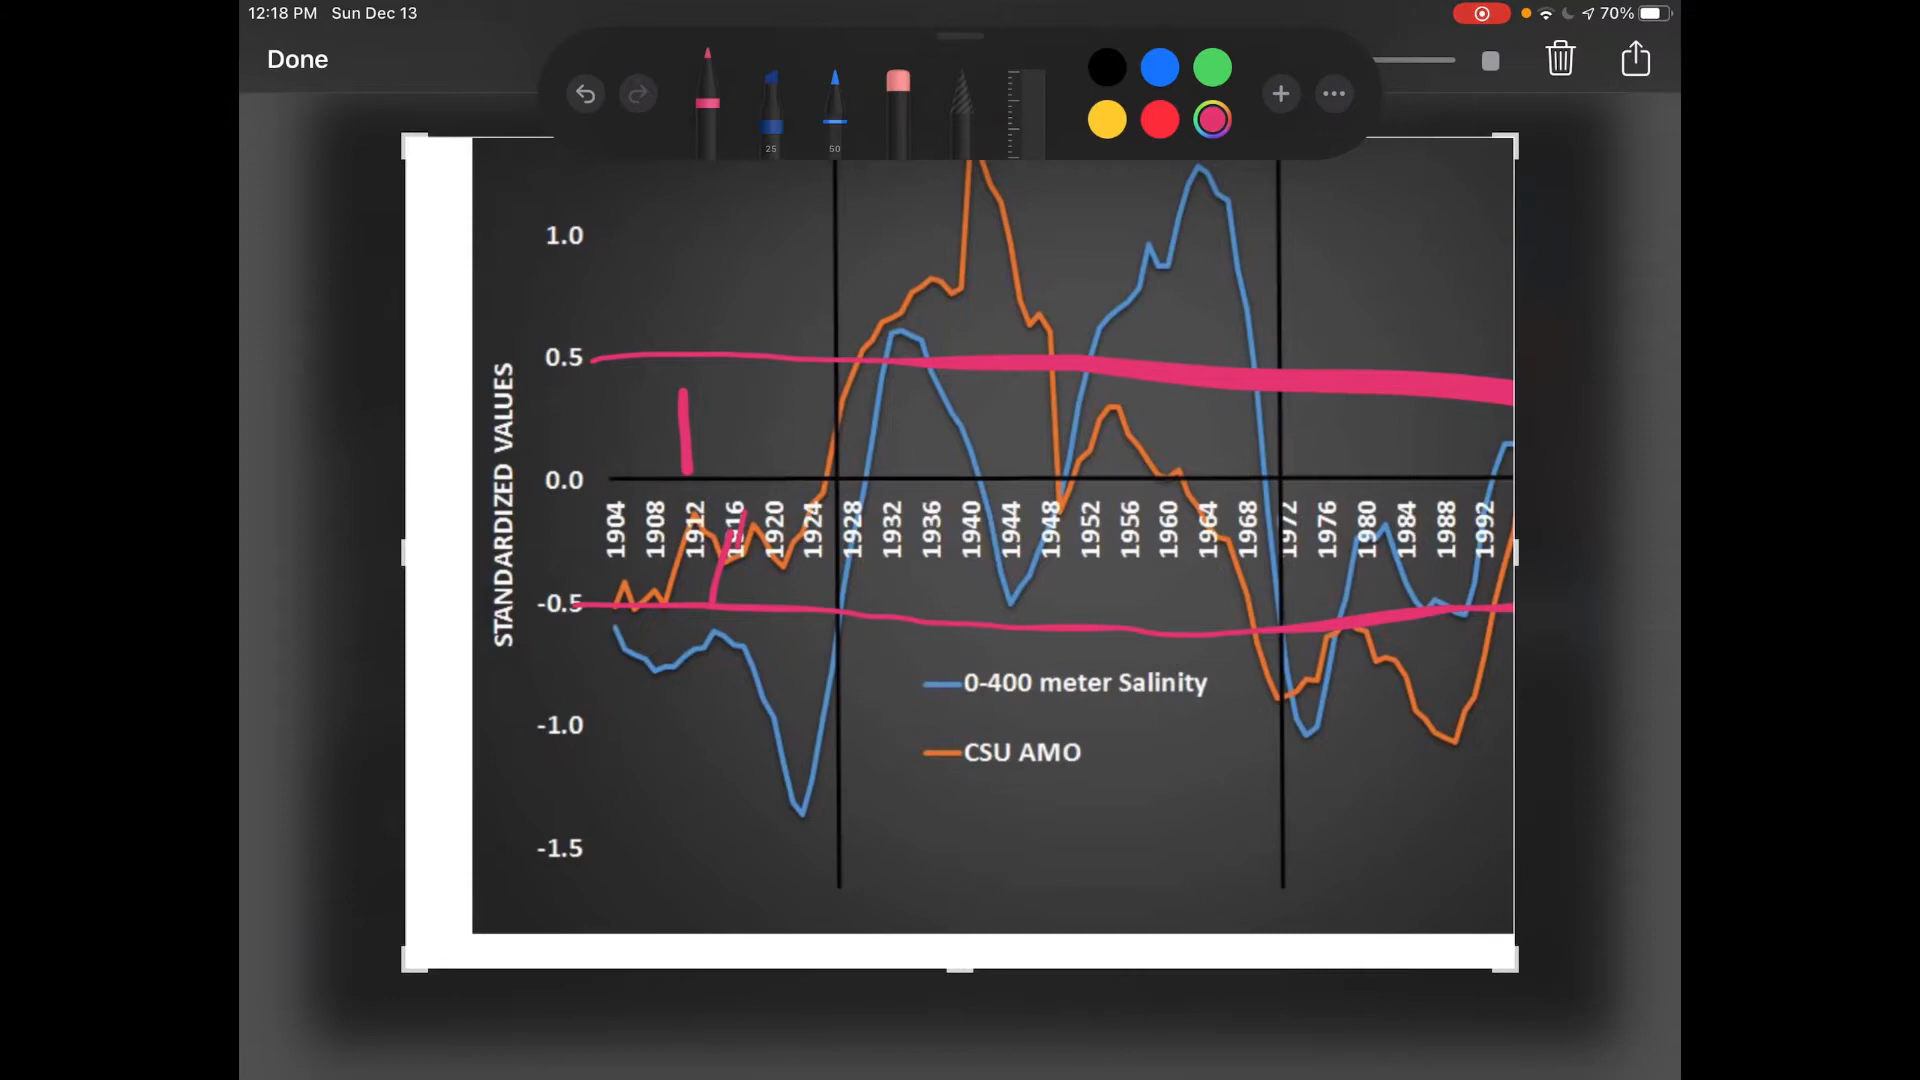 12:18 PM Sun Dec 13
70%
Done
25
50
1.0
0.5
0.0
-0.5
-1.0
-1.5
STANDARDIZED VALUES
1904 1908 1912 1916 1920 1924 1928 1932 1936 1940 1944 1948 1952 1956 1960 1964 1968 1972 1976 1980 1984 1988 1992
0-400 meter Salinity
CSU AMO